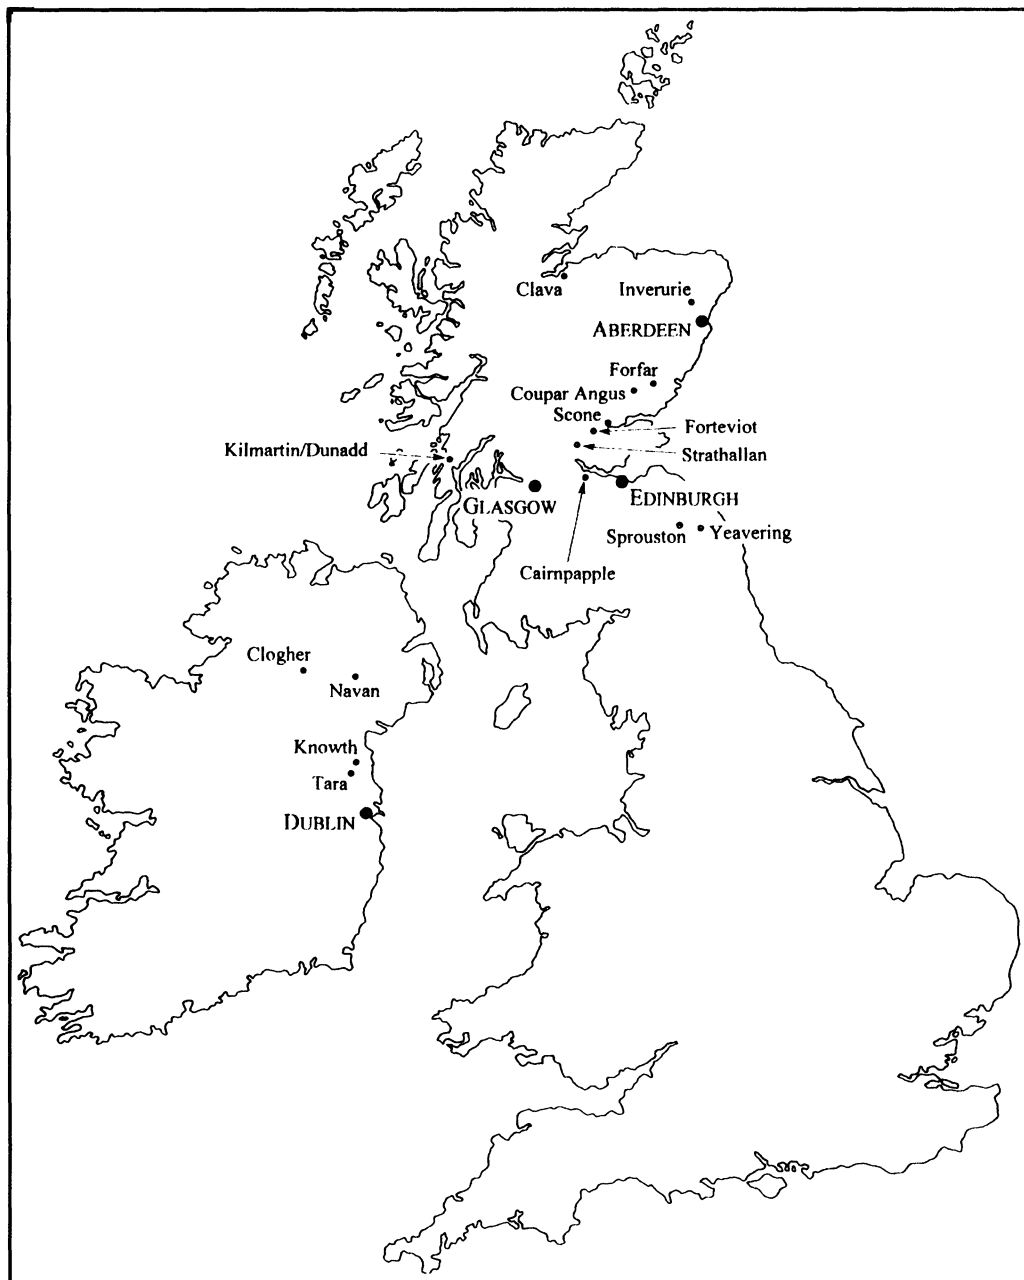 Clava
Inverurie
ABERDEEN
Forfar
Coupar Angus
Scone
Forteviot
Kilmartin/Dunadd
Strathallan
GLASGOW
EDINBURGH
Sprouston
Yeavering
Cairnpapple
Clogher
Navan
Knowth
Tara
DUBLIN